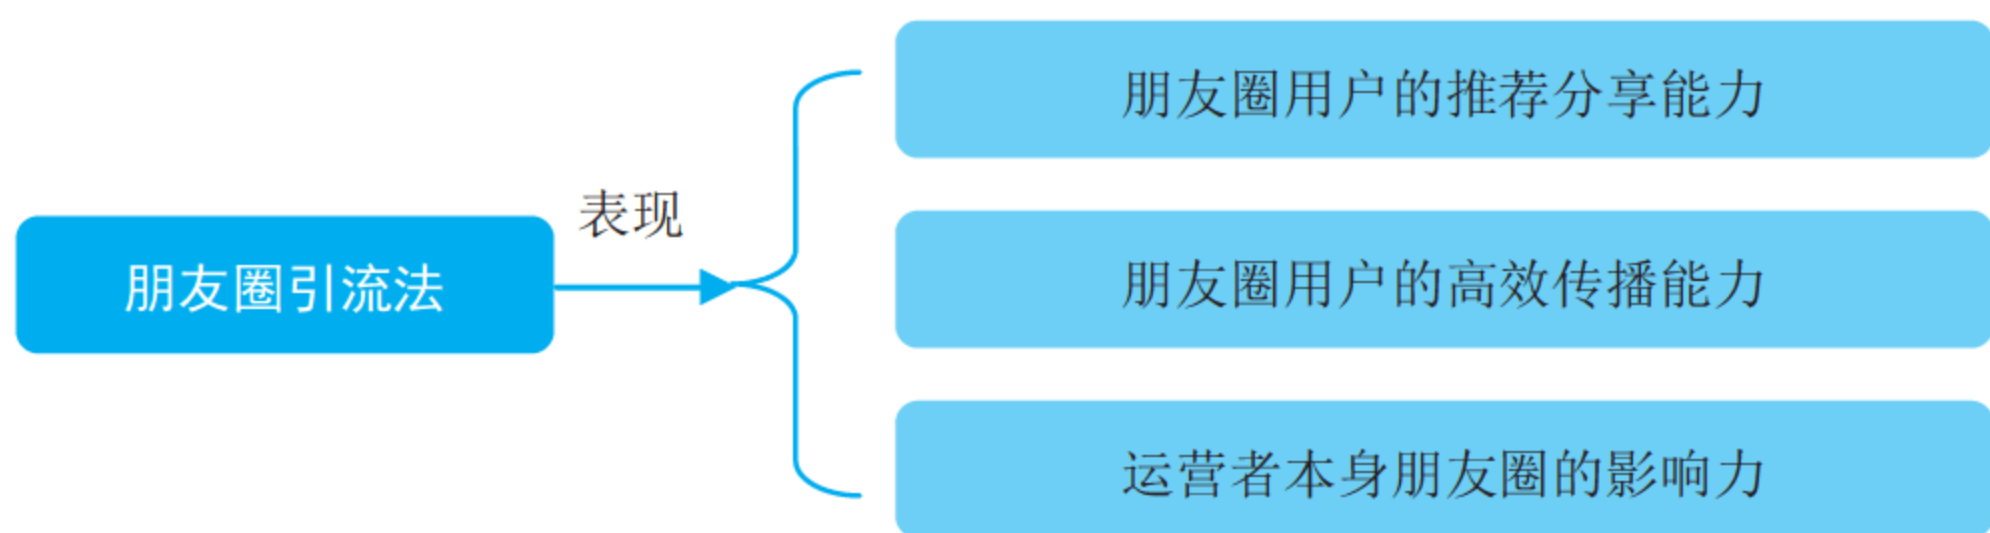 朋友圈引流法
表现
朋友圈用户的推荐分享能力
朋友圈用户的高效传播能力
运营者本身朋友圈的影响力